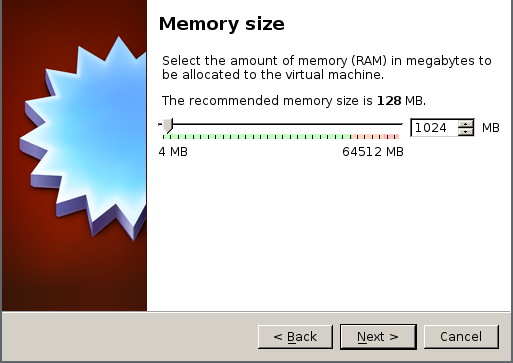 Memory size
Select the amount of memory (RAM) in megabytes to
be allocated to the virtual machine.
The recommended memory size is 128 MB.
1024 MB
4 MB 64512 MB
< Back Next > Cancel